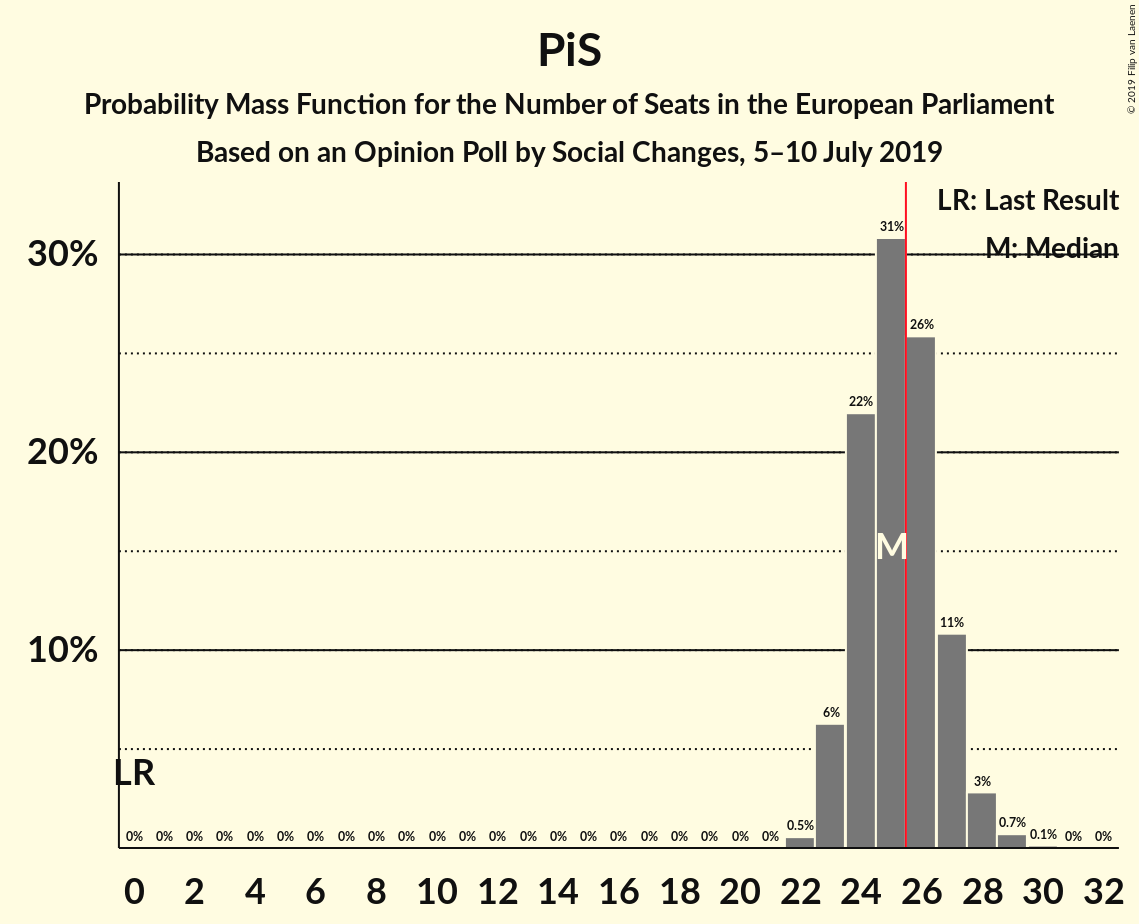 PiS
Probability Mass Function for the Number of Seats in the European Parliament
Based on an Opinion Poll by Social Changes, 5–10 July 2019
© 2019 Filip van Laenen
LR: Last Result
M: Median
30%
20%
10%
31%
26%
22%
11%
6%
3%
0.5%
0.7%
0.1%
M
LR
0% 0% 0% 0% 0% 0% 0% 0% 0% 0% 0% 0% 0% 0% 0% 0% 0% 0% 0% 0% 0% 0% 0% 0%
0 2 4 6 8 10 12 14 16 18 20 22 24 26 28 30 32